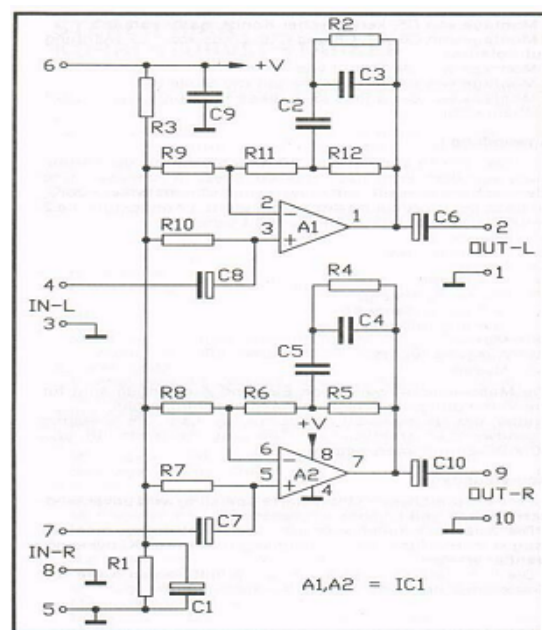 R2
6
+V
C3
C9
C2
R3
R9
R11
R12
2
−
1
C6
R10
3
+
A1
2
OUT-L
R4
1
4
C8
IN-L
C4
3
C5
R8
R6
R5
+V
6
−
8
7
C10
R7
5
+
A2
9
4
OUT-R
7
C7
IN-R
10
R1
8
C1
A1,A2 = IC1
5